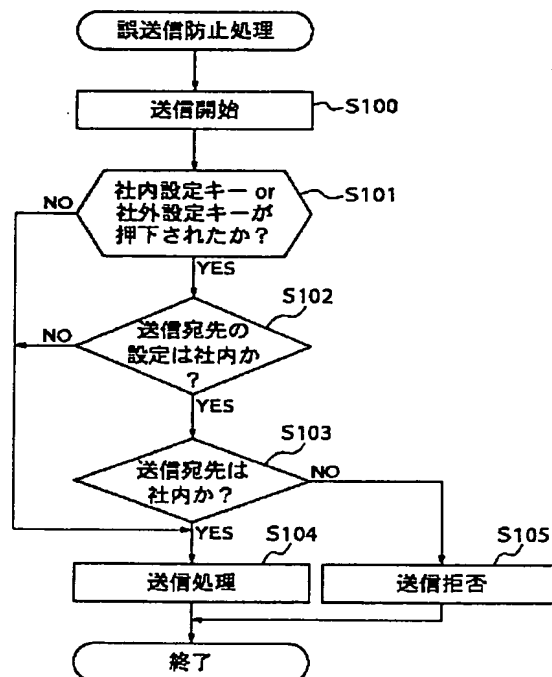 誤送信防止処理
送信開始
S100
社内設定キー or
社外設定キーが
押下されたか?
S101
NO
YES
S102
送信宛先の
設定は社内か
?
NO
YES
S103
送信宛先は
社内か?
NO
YES
S104
送信処理
S105
送信拒否
終了